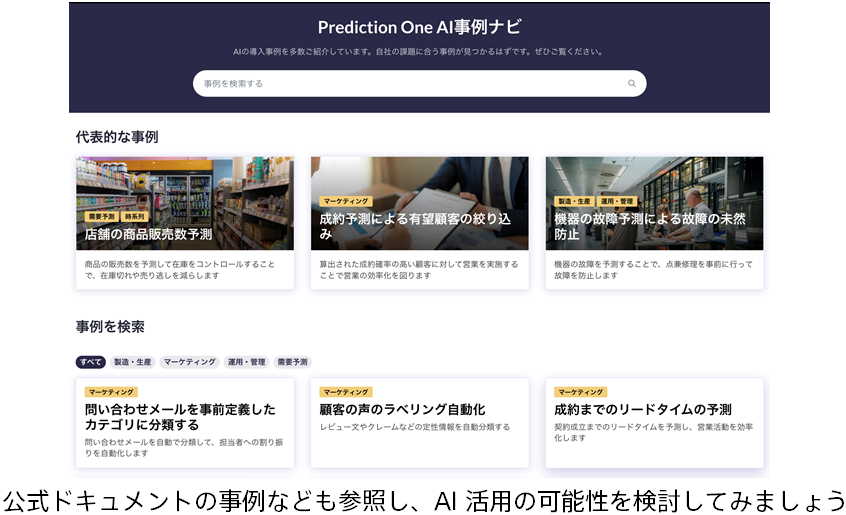 Prediction One AI事例ナビ
AIの導入事例を多数ご紹介しています。自社の課題に合う事例が見つかるはずです。ぜひご覧ください。
事例を検索する
代表的な事例
需要予測 時系列
店舗の商品販売数予測
商品の販売数を予測して在庫をコントロールすること
で、在庫切れや売り逃しを減らします
マーケティング
成約予測による有望顧客の絞り込
み
算出された成約確率の高い顧客に対して営業を実施する
ことで営業の効率化を図ります
製造・生産 運用・管理
機器の故障予測による故障の未然
防止
機器の故障を予測することで、点兼修理を事前に行って
故障を防止します
事例を検索
すべて 製造・生産 マーケティング 運用・管理 需要予測
マーケティング
問い合わせメールを事前定義した
カテゴリに分類する
問い合わせメールを自動で分類して、担当者への割り振
りを自動化します
マーケティング
顧客の声のラベリング自動化
レビュー文やクレームなどの定性情報を自動分類する
マーケティング
成約までのリードタイムの予測
契約成立までのリードタイムを予測し、営業活動を効率
化します
公式ドキュメントの事例なども参照し、AI 活用の可能性を検討してみましょう